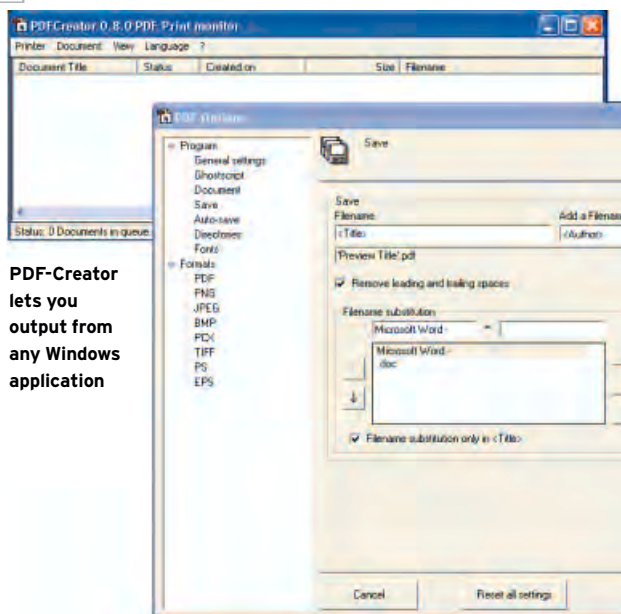 PDFCreator 0.8.0 PDF Print monitor
Printer Document View Language ?
Document Title Status Created on Size Filename
Status: 0 Documents in queue
PDF-Creator
lets you
output from
any Windows
application
Program
General settings
Ghostscript
Document
Save
Auto-save
Directories
Fonts
Formats
PDF
PNG
JPEG
BMP
PCX
TIFF
PS
EPS
Save
Save
Filename Add a Filena
<Title> <Author>
'Preview Title'.pdf
Remove leading and trailing spaces
Filename substitution
Microsoft Word - =
Microsoft Word -
.doc
Filename substitution only in <Title>
Cancel Reset all settings